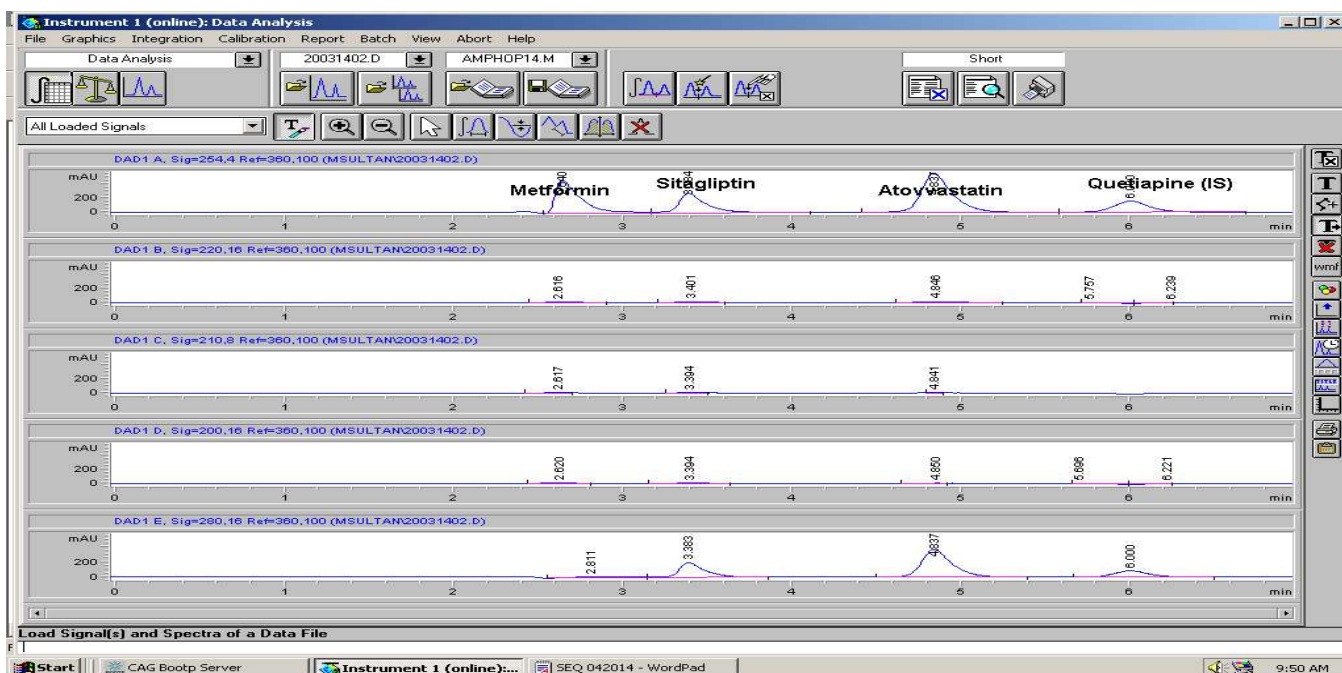 Instrument 1 (online): Data Analysis
File Graphics Integration Calibration Report Batch View Abort Help
Data Analysis 20031402.D AMPHOP14.M Short
All Loaded Signals
DAD1 A, Sig=254,4 Ref=360,100 (MSULTAN\20031402.D)
mAU
200
0
Metformin Sitagliptin Atovvastatin Quetiapine (IS)
0 1 2 3 4 5 6 min
DAD1 B, Sig=220,16 Ref=360,100 (MSULTAN\20031402.D)
mAU
200
0
2.616 3.401 4.846 5.757 6.239
0 1 2 3 4 5 6 min
DAD1 C, Sig=210,8 Ref=360,100 (MSULTAN\20031402.D)
mAU
200
0
2.617 3.394 4.841
0 1 2 3 4 5 6 min
DAD1 D, Sig=200,16 Ref=360,100 (MSULTAN\20031402.D)
mAU
200
0
2.620 3.394 4.850 5.696 6.221
0 1 2 3 4 5 6 min
DAD1 E, Sig=280,16 Ref=360,100 (MSULTAN\20031402.D)
mAU
200
0
2.811 3.383 4.837 6.000
0 1 2 3 4 5 6 min
wmf
Load Signal(s) and Spectra of a Data File
Start CAG Bootp Server Instrument 1 (online):... SEQ 042014 - WordPad 9:50 AM